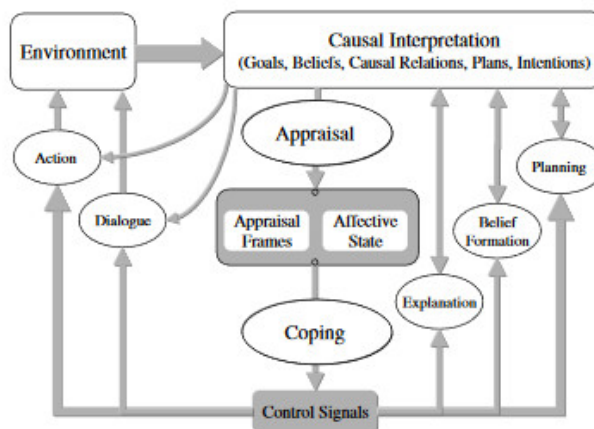 Environment
Causal Interpretation
(Goals, Beliefs, Causal Relations, Plans, Intentions)
Action
Appraisal
Planning
Dialogue
Appraisal
Frames
Affective
State
Belief
Formation
Explanation
Coping
Control Signals